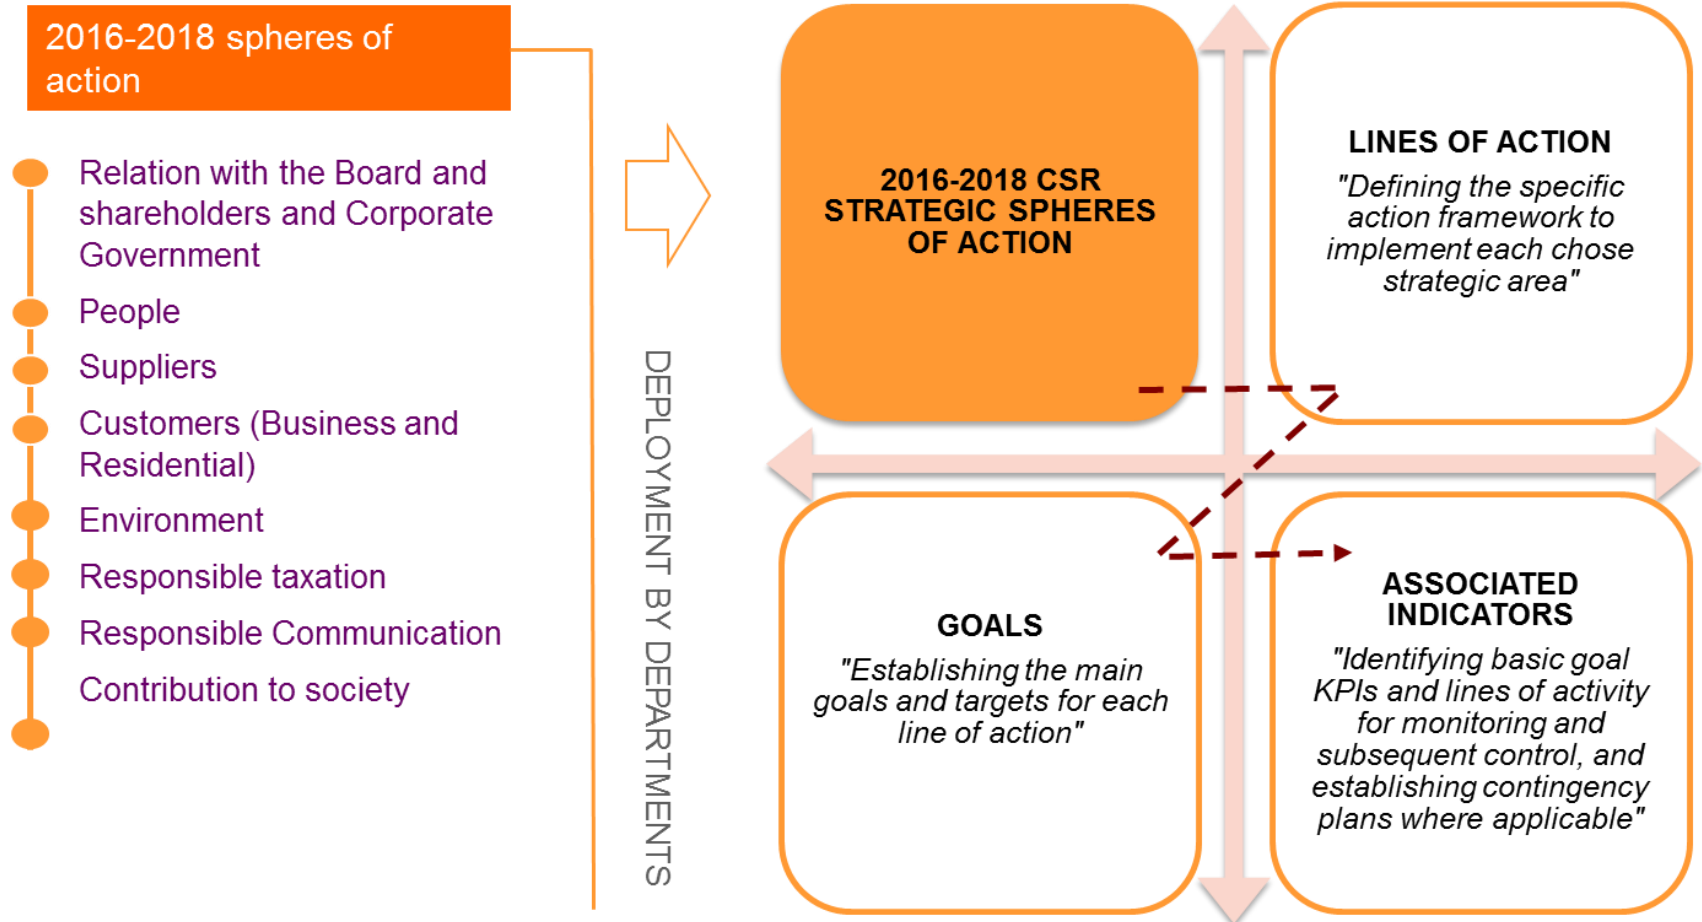 2016-2018 spheres of
action
Relation with the Board and
shareholders and Corporate
Government
People
Suppliers
Customers (Business and
Residential)
Environment
Responsible taxation
Responsible Communication
Contribution to society
DEPLOYMENT BY DEPARTMENTS
2016-2018 CSR
STRATEGIC SPHERES
OF ACTION
LINES OF ACTION
"Defining the specific
action framework to
implement each chose
strategic area"
GOALS
"Establishing the main
goals and targets for each
line of action"
ASSOCIATED
INDICATORS
"Identifying basic goal
KPIs and lines of activity
for monitoring and
subsequent control, and
establishing contingency
plans where applicable"